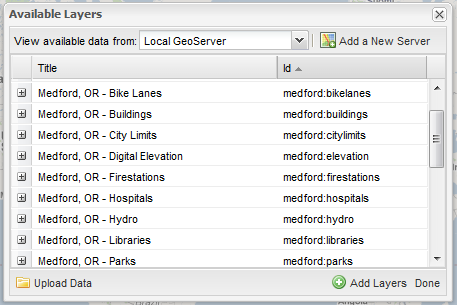 Available Layers
View available data from: Local GeoServer Add a New Server
Title Id
Medford, OR - Bike Lanes medford:bikelanes
Medford, OR - Buildings medford:buildings
Medford, OR - City Limits medford:citylimits
Medford, OR - Digital Elevation medford:elevation
Medford, OR - Firestations medford:firestations
Medford, OR - Hospitals medford:hospitals
Medford, OR - Hydro medford:hydro
Medford, OR - Libraries medford:libraries
Medford, OR - Parks medford:parks
Upload Data Add Layers Done